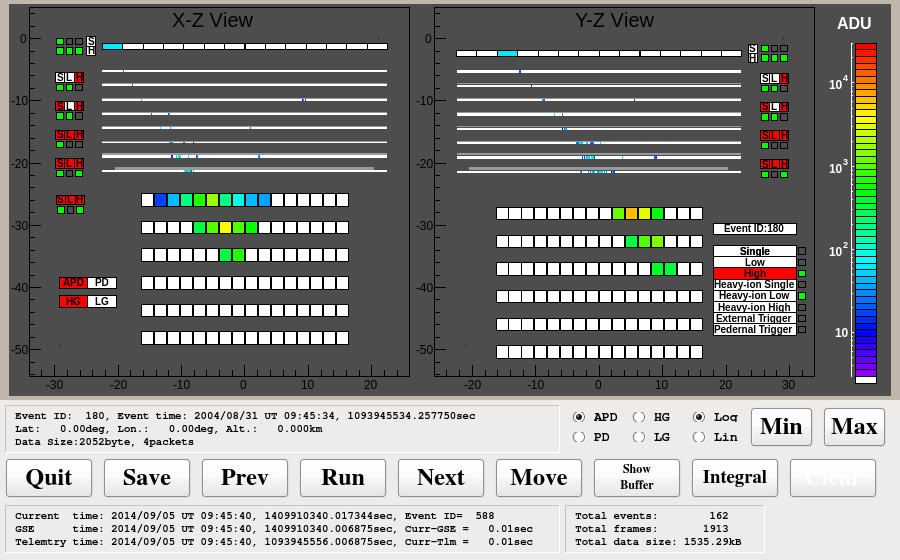 X-Z View
Y-Z View
ADU
0
-10
-20
-30
-40
-50
-30
-20
-10
0
10
20
S
H
S L H
S L H
S L H
S L H
S L H
APD PD
HG LG
0
-10
-20
-30
-40
-50
-20
-10
0
10
20
30
S
H
S L H
S L H
S L H
S L H
Event ID:180
Single
Low
High
Heavy-ion Single
Heavy-ion Low
Heavy-ion High
External Trigger
Pedernal Trigger
10^4
10^3
10^2
10
Event ID: 180, Event time: 2004/08/31 UT 09:45:34, 1093945534.257750sec
Lat: 0.00deg, Lon.: 0.00deg, Alt.: 0.000km
Data Size:2052byte, 4packets
APD HG Log
PD LG Lin
Min Max
Quit Save Prev Run Next Move Show Buffer Integral Clear
Current time: 2014/09/05 UT 09:45:40, 1409910340.017344sec, Event ID= 588
GSE time: 2014/09/05 UT 09:45:40, 1409910340.006875sec, Curr-GSE = 0.01sec
Telemtry time: 2014/09/05 UT 09:45:40, 1093945556.006875sec, Curr-Tlm = 0.01sec
Total events: 162
Total frames: 1913
Total data size: 1535.29kB